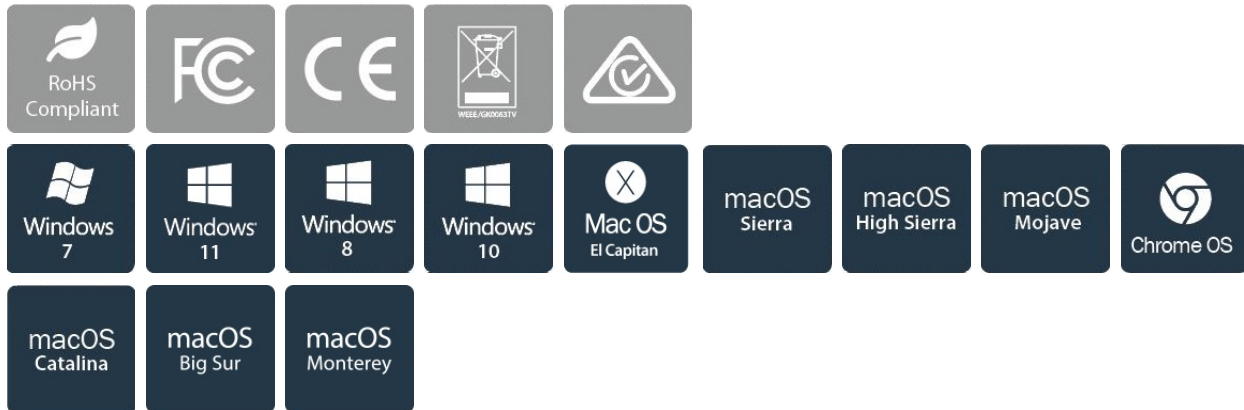 RoHS
Compliant
FC
CE
WEEE/GK0063TV
Windows
7
Windows
11
Windows
8
Windows
10
X
Mac OS
El Capitan
macOS
Sierra
macOS
High Sierra
macOS
Mojave
Chrome OS
macOS
Catalina
macOS
Big Sur
macOS
Monterey